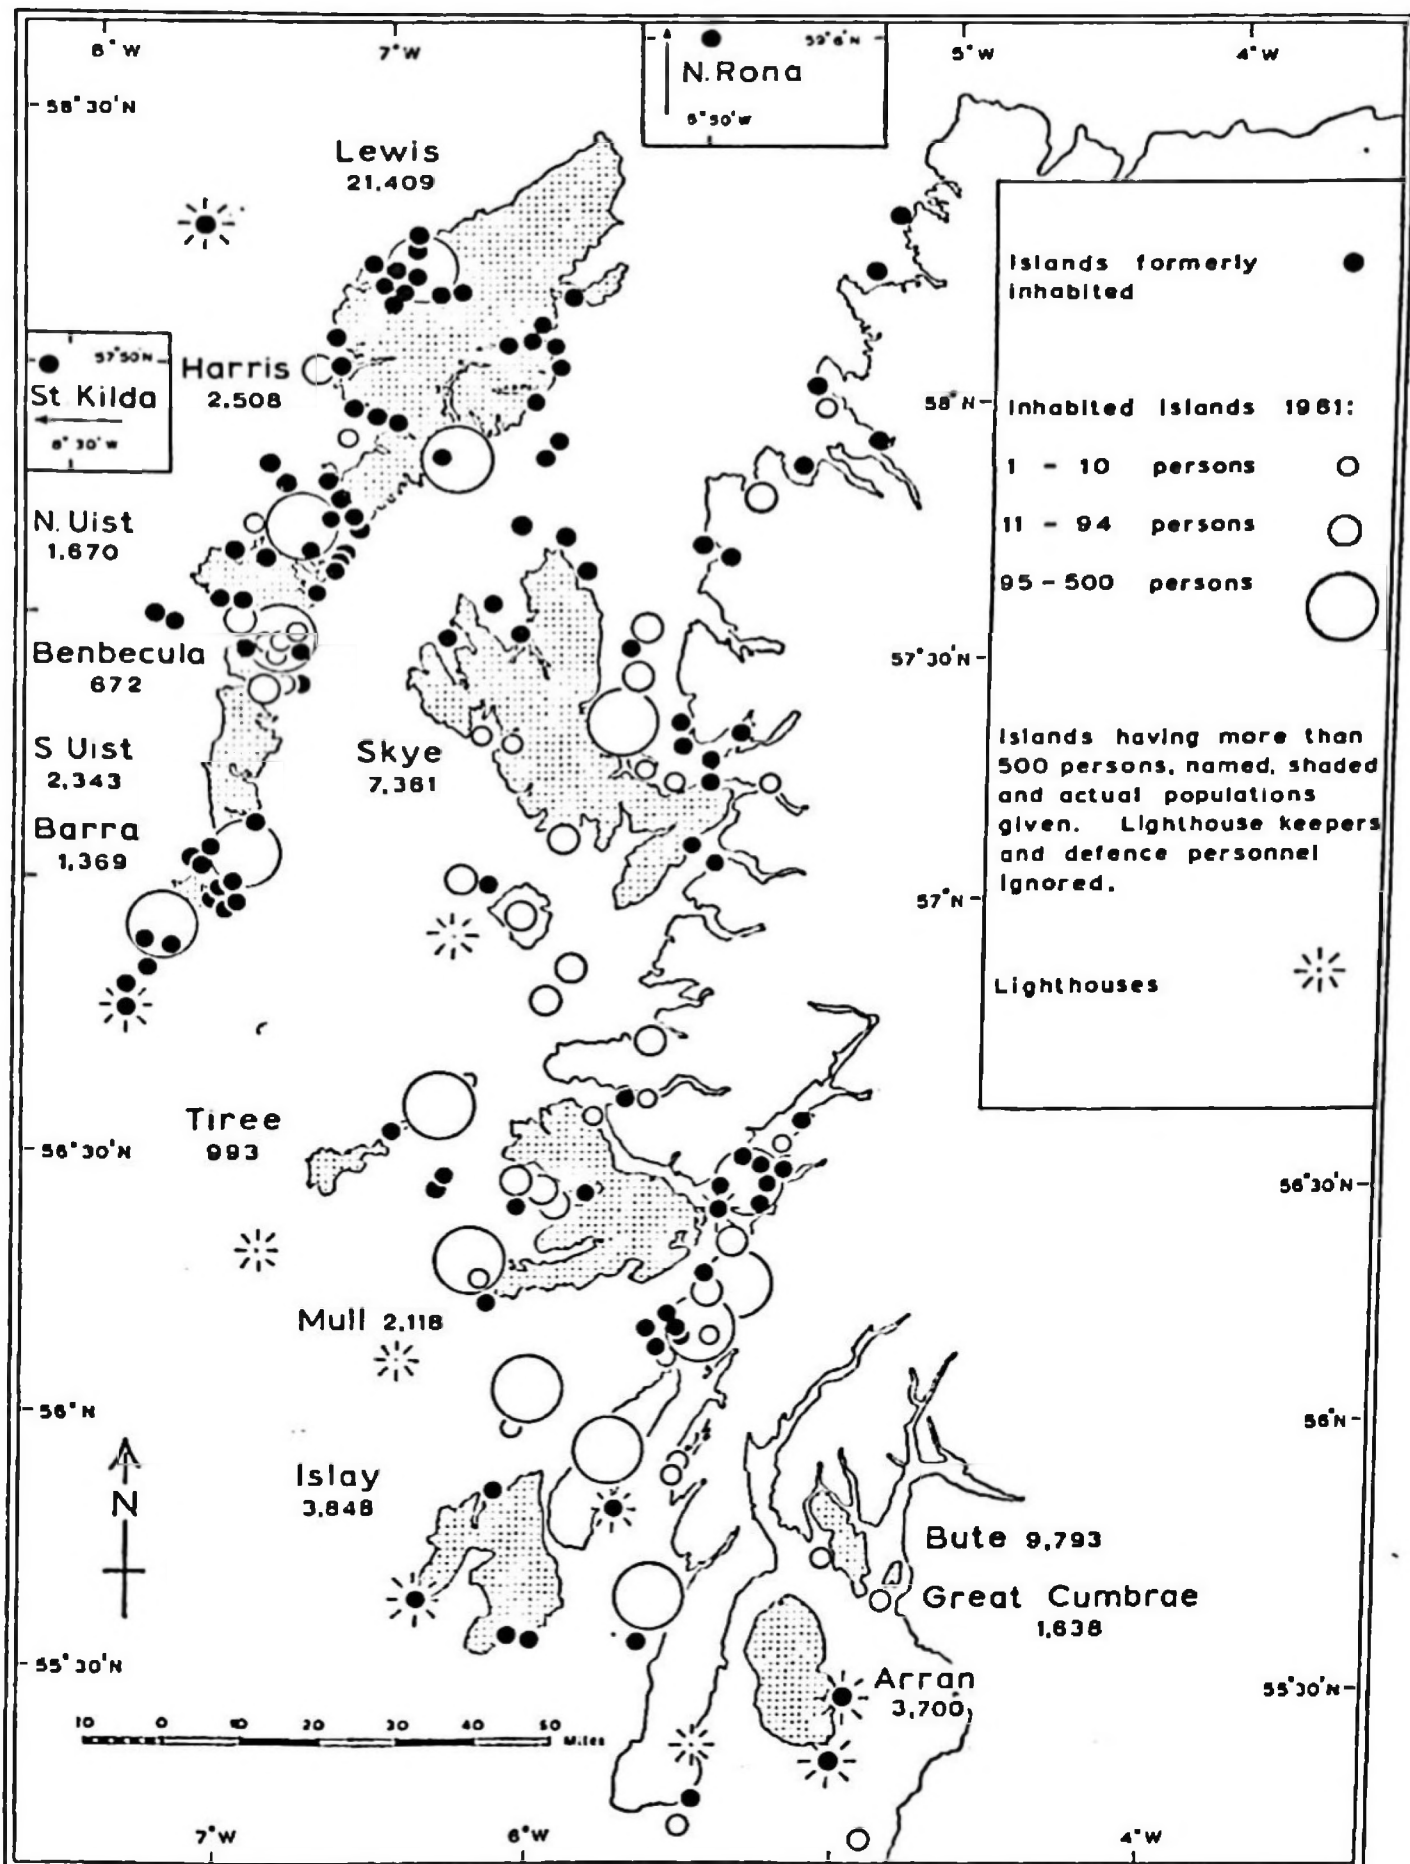 8°W
7°W
59°6'N
N. Rona
5°50'W
5°W
4°W
58°30'N
Lewis
21,409
Islands formerly
inhabited
57°50'N
St Kilda
8°30'W
Harris
2,508
58°N
Inhabited Islands 1961:
1 - 10 persons
11 - 94 persons
95 - 500 persons
N. Uist
1,670
Benbecula
672
57°30'N
S Uist
2,343
Skye
7,381
Islands having more than
500 persons, named, shaded
and actual populations
given. Lighthouse keepers
and defence personnel
ignored.
Barra
1,369
57°N
Lighthouses
Tiree
993
56°30'N
56°30'N
Mull 2,118
56°N
56°N
N
Islay
3,848
Bute 9,793
Great Cumbrae
1,638
55°30'N
Arran
3,700
55°30'N
10 0 10 20 30 40 50 Miles
7°W
6°W
4°W